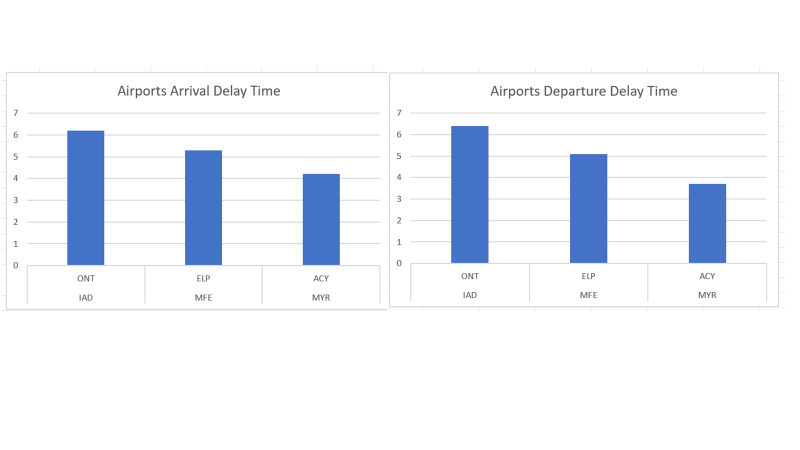 Airports Arrival Delay Time
7
6
5
4
3
2
1
0
ONT ELP ACY
IAD MFE MYR
Airports Departure Delay Time
7
6
5
4
3
2
1
0
ONT ELP ACY
IAD MFE MYR